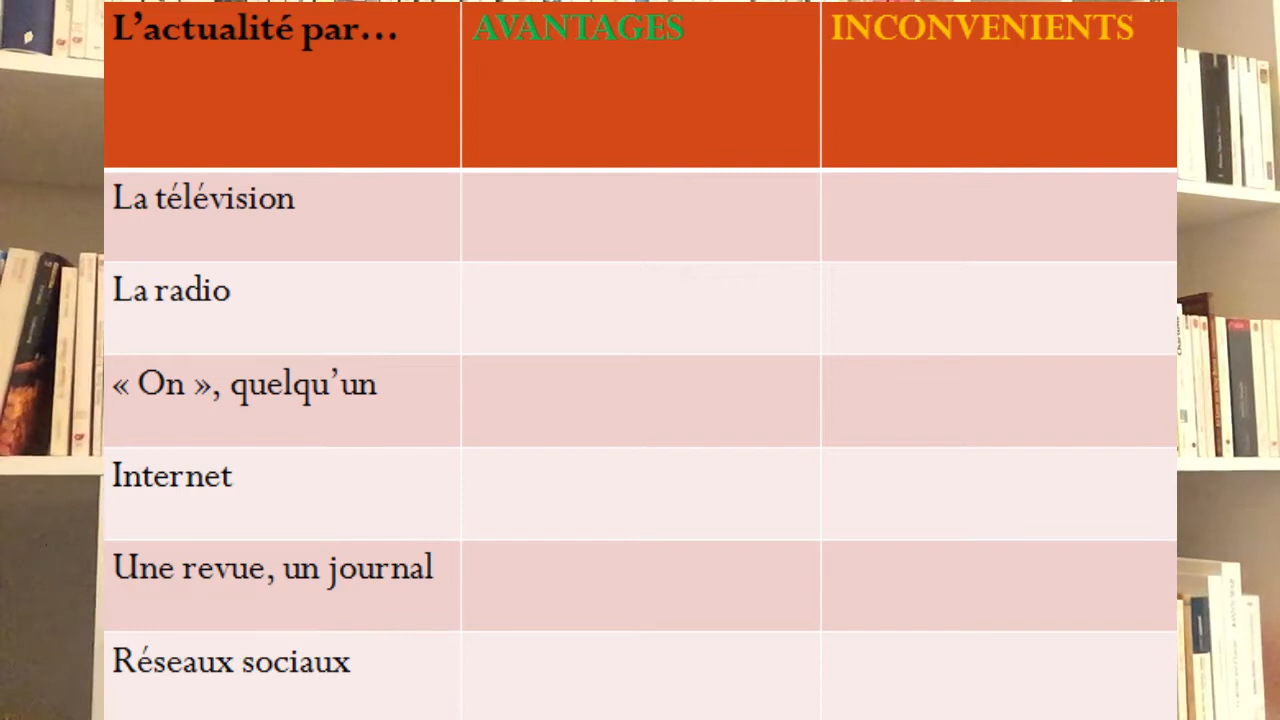 L’actualité par…
AVANTAGES
INCONVENIENTS
La télévision
La radio
« On », quelqu’un
Internet
Une revue, un journal
Réseaux sociaux